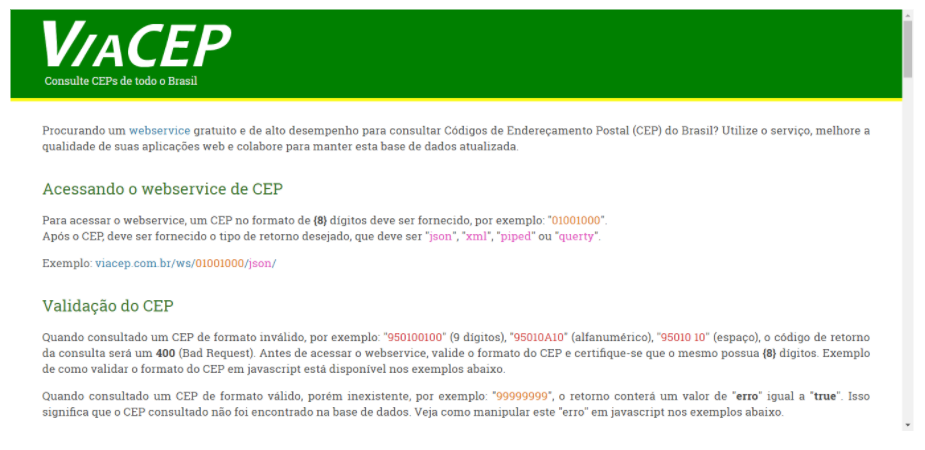 VIACEP
Consulte CEPs de todo o Brasil
Procurando um webservice gratuito e de alto desempenho para consultar Códigos de Endereçamento Postal (CEP) do Brasil? Utilize o serviço, melhore a
qualidade de suas aplicações web e colabore para manter esta base de dados atualizada.
Acessando o webservice de CEP
Para acessar o webservice, um CEP no formato de {8} dígitos deve ser fornecido, por exemplo: "01001000".
Após o CEP, deve ser fornecido o tipo de retorno desejado, que deve ser "json", "xml", "piped" ou "querty".
Exemplo: viacep.com.br/ws/01001000/json/
Validação do CEP
Quando consultado um CEP de formato inválido, por exemplo: "950100100" (9 dígitos), "95010A10" (alfanumérico), "95010 10" (espaço), o código de retorno
da consulta será um 400 (Bad Request). Antes de acessar o webservice, valide o formato do CEP e certifique-se que o mesmo possua {8} dígitos. Exemplo
de como validar o formato do CEP em javascript está disponível nos exemplos abaixo.
Quando consultado um CEP de formato válido, porém inexistente, por exemplo: "99999999", o retorno conterá um valor de "erro" igual a "true". Isso
significa que o CEP consultado não foi encontrado na base de dados. Veja como manipular este "erro" em javascript nos exemplos abaixo.